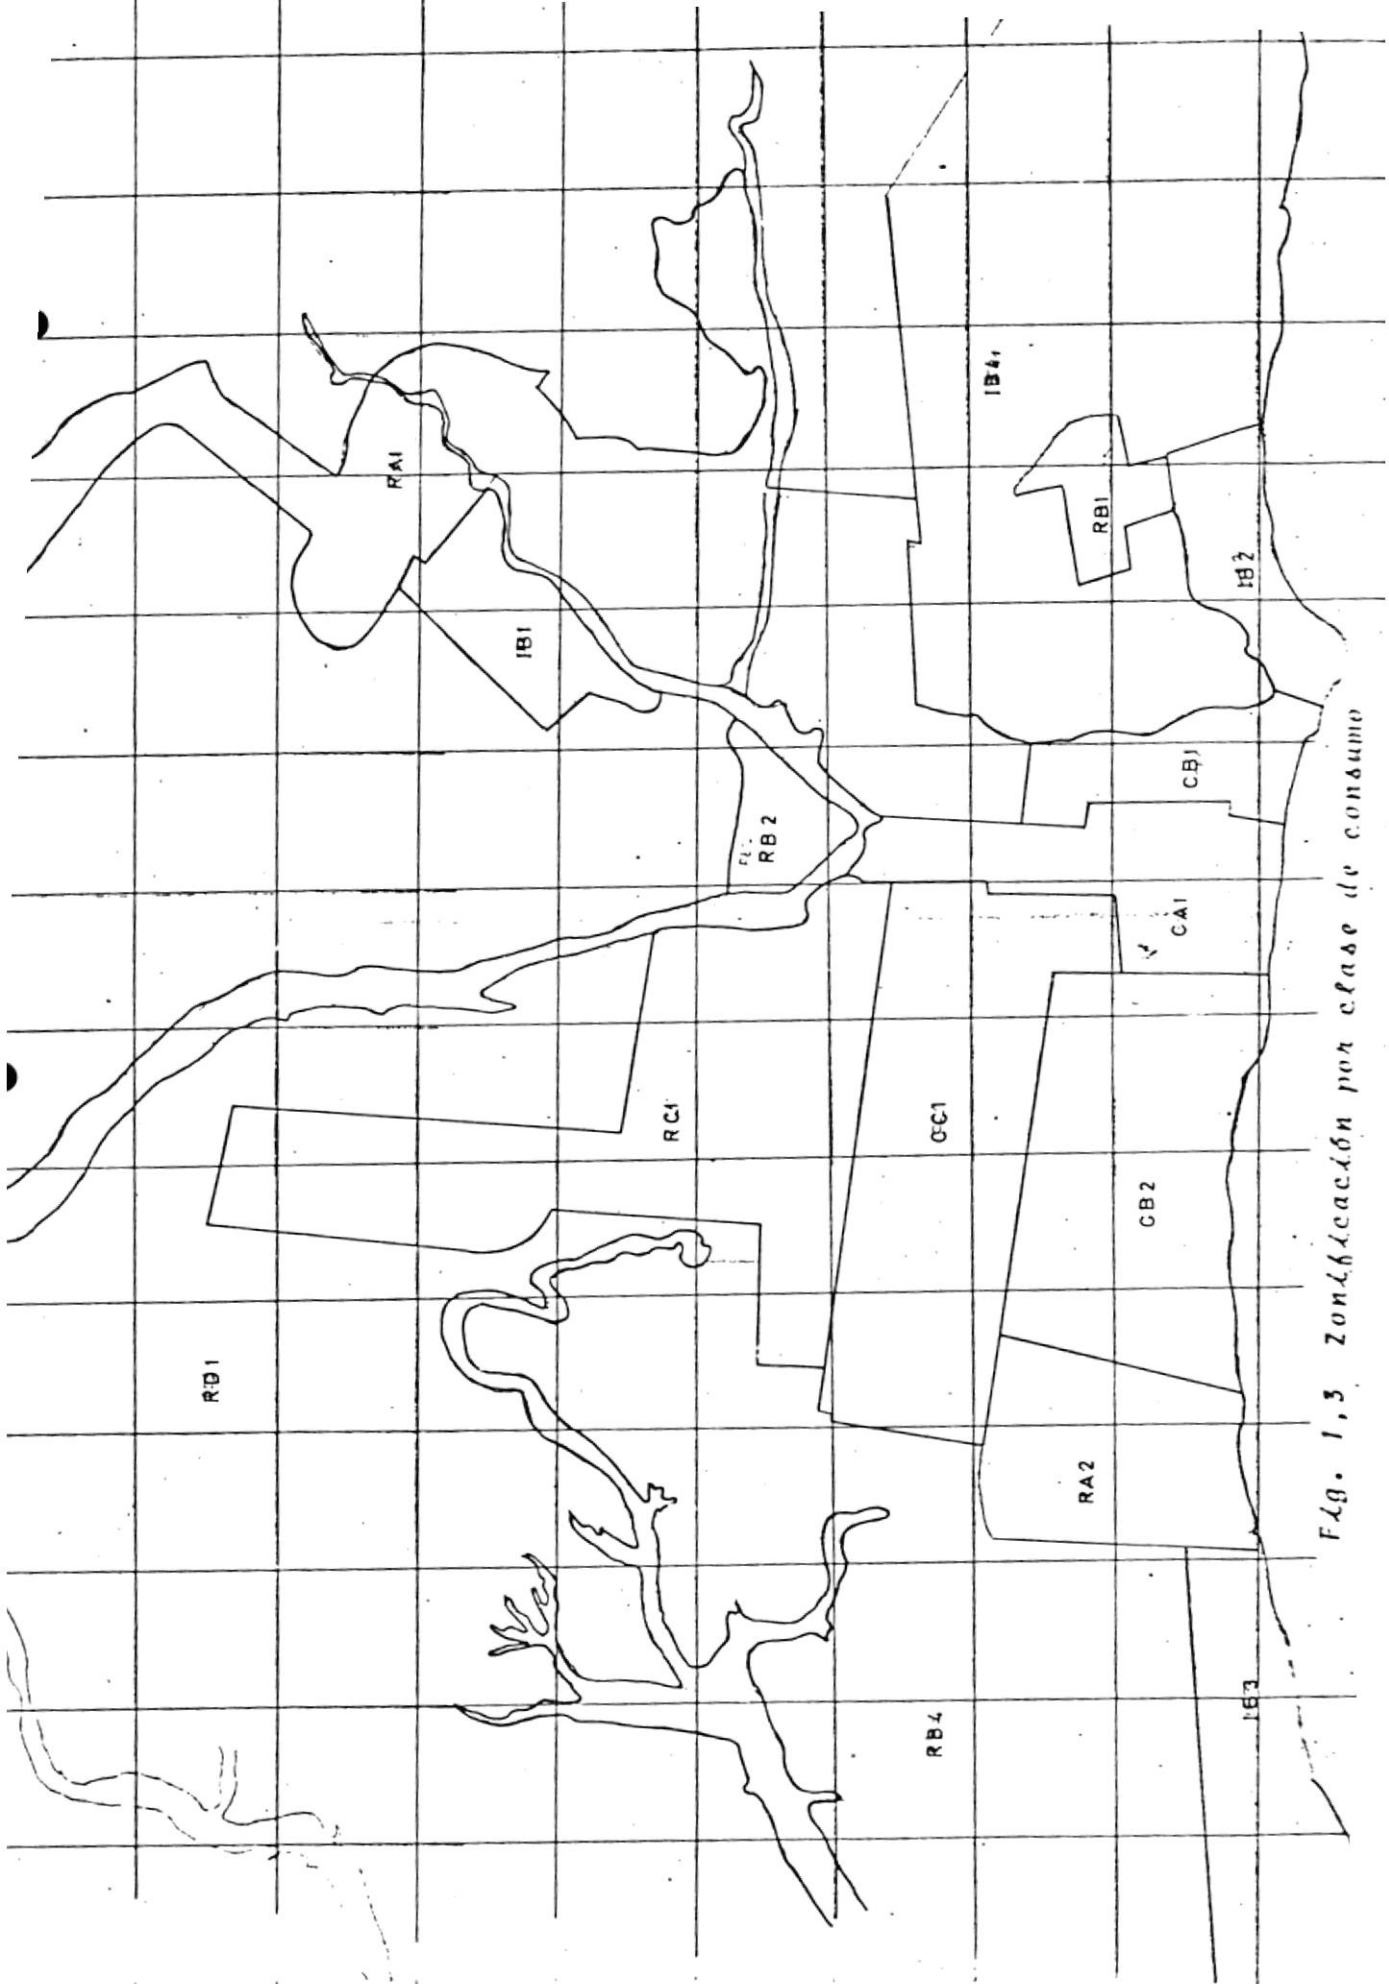 RA1
IB1
IB4
RB1
IB2
RB2
CB1
CA1
RC1
CC1
CB2
RD1
RA2
RB4
IB3
Fig. 1,3 Zonificación por clase de consumo